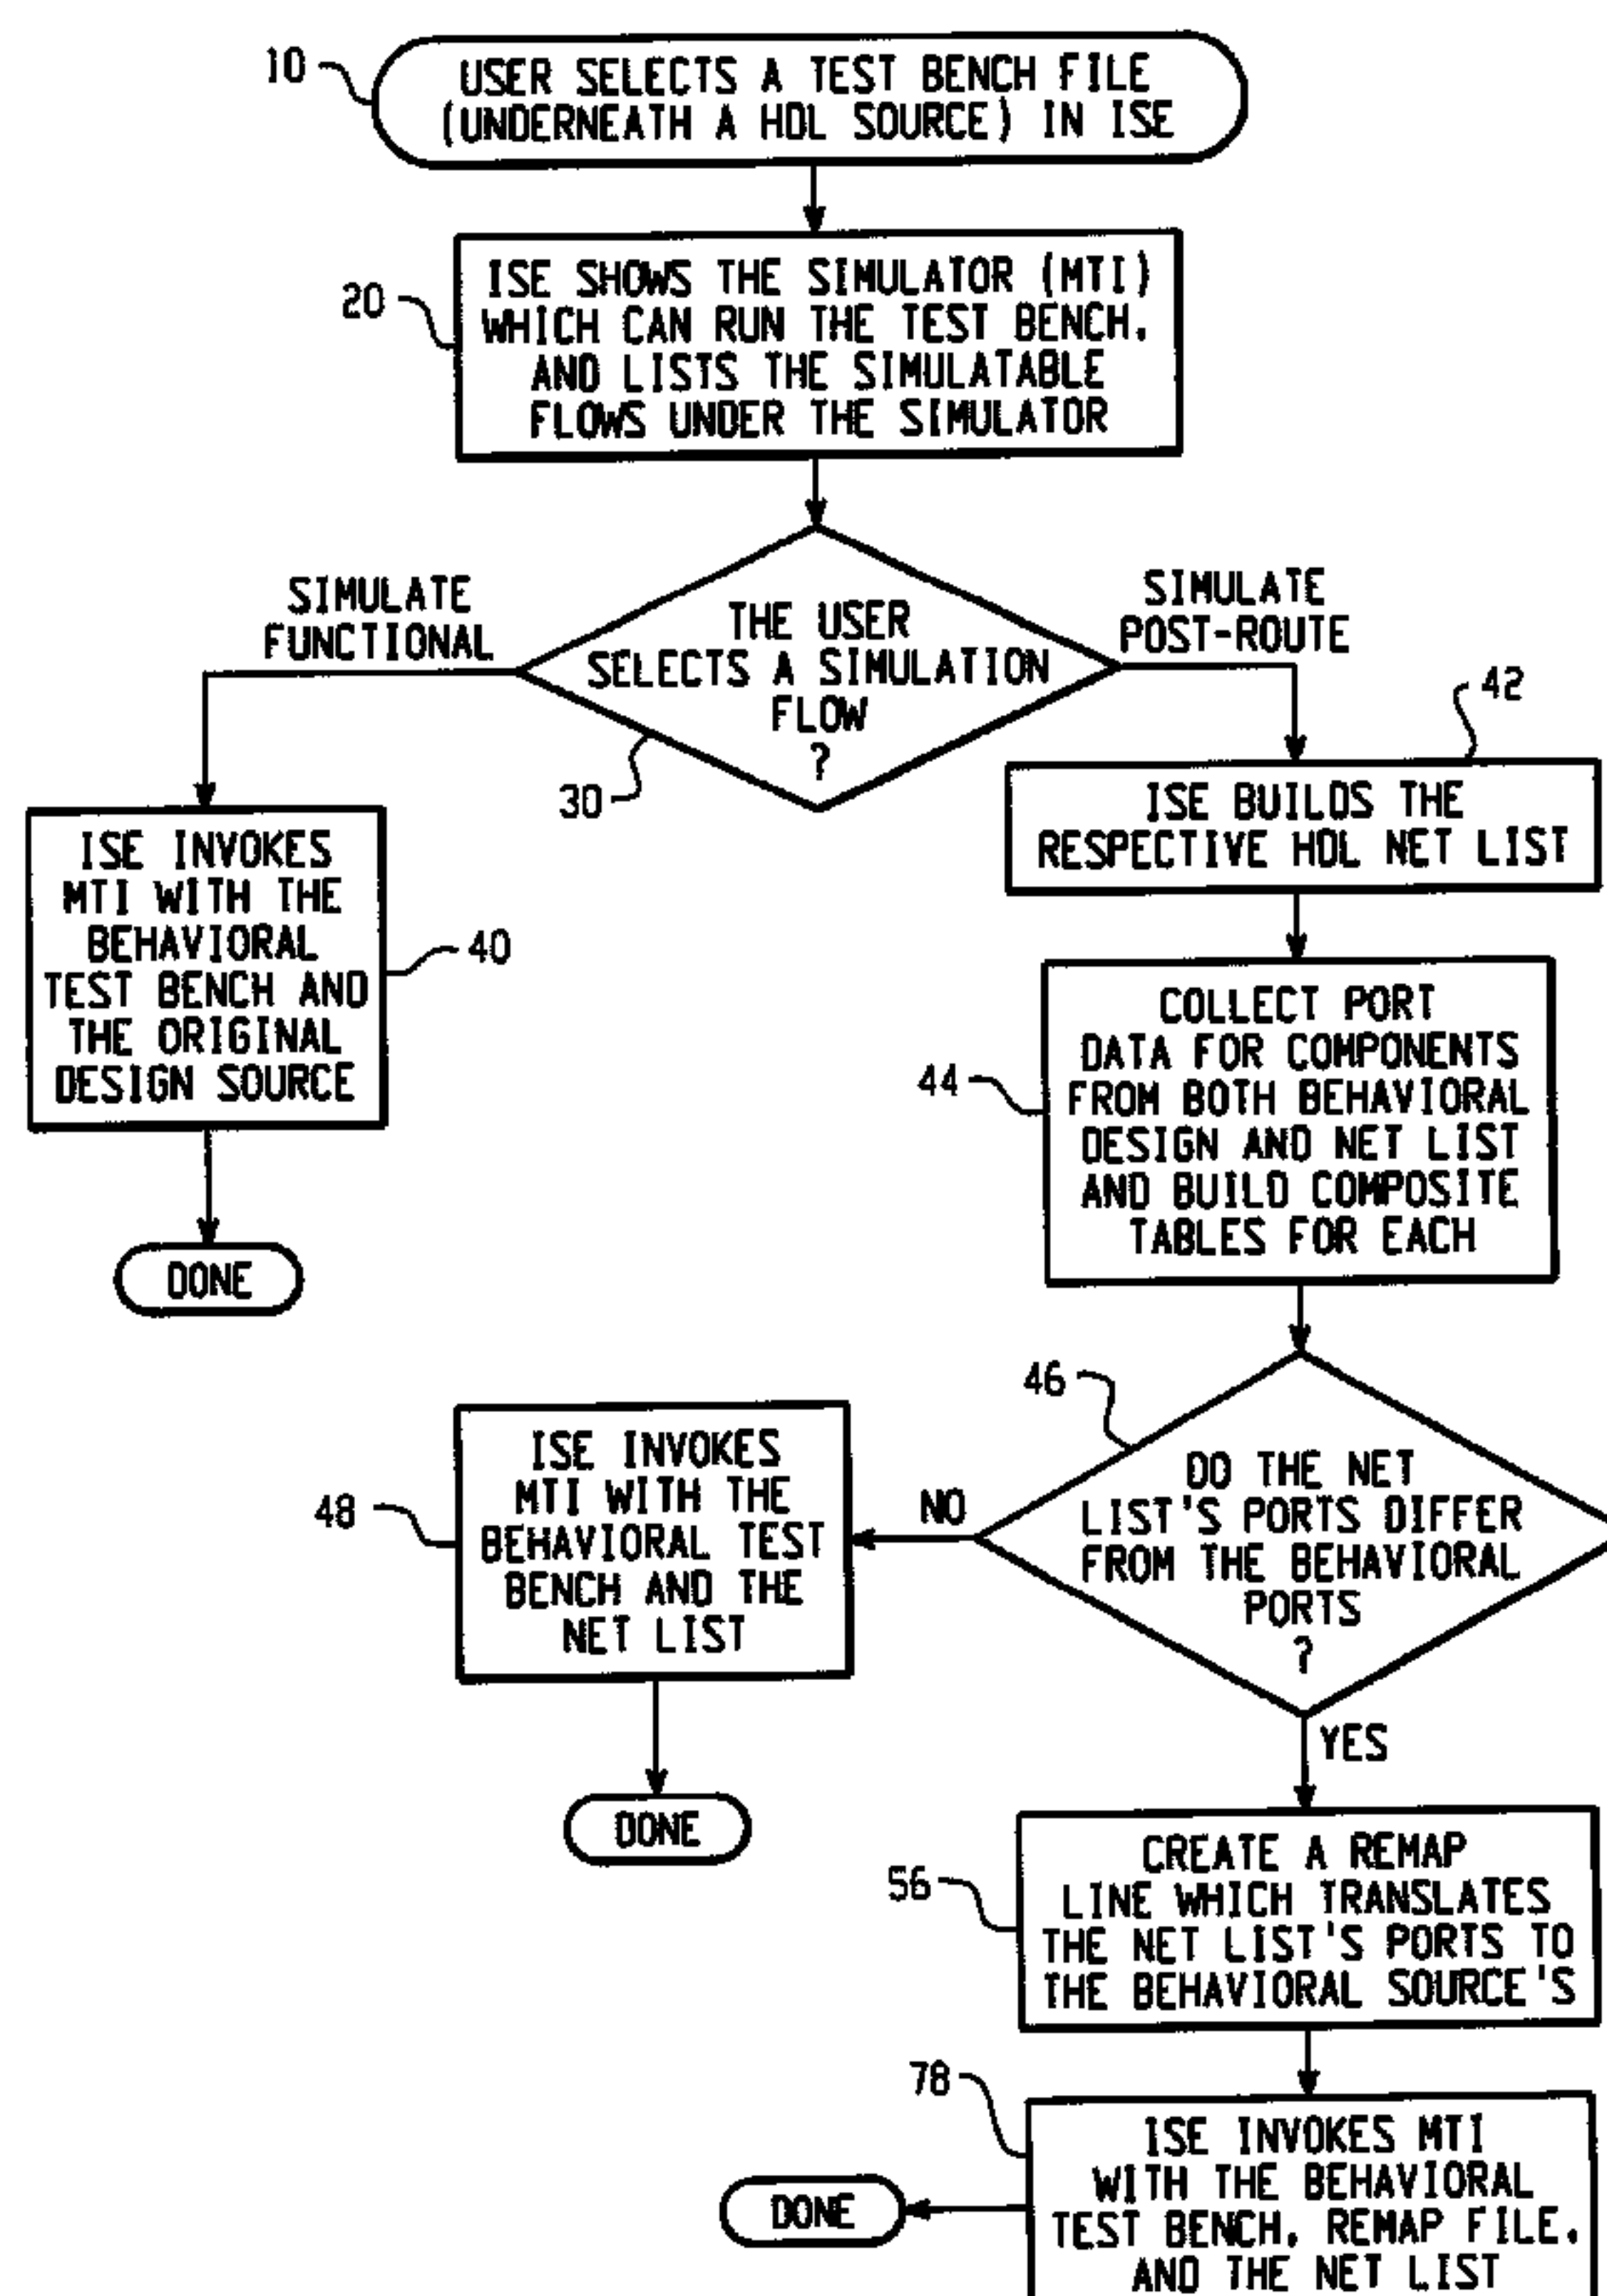 10
USER SELECTS A TEST BENCH FILE
(UNDERNEATH A HDL SOURCE) IN ISE
20
ISE SHOWS THE SIMULATOR (MTI)
WHICH CAN RUN THE TEST BENCH,
AND LISTS THE SIMULATABLE
FLOWS UNDER THE SIMULATOR
SIMULATE
FUNCTIONAL
THE USER
SELECTS A SIMULATION
FLOW
?
30
SIMULATE
POST-ROUTE
42
ISE BUILDS THE
RESPECTIVE HDL NET LIST
ISE INVOKES
MTI WITH THE
BEHAVIORAL
TEST BENCH AND
THE ORIGINAL
DESIGN SOURCE
40
DONE
44
COLLECT PORT
DATA FOR COMPONENTS
FROM BOTH BEHAVIORAL
DESIGN AND NET LIST
AND BUILD COMPOSITE
TABLES FOR EACH
46
DO THE NET
LIST'S PORTS DIFFER
FROM THE BEHAVIORAL
PORTS
?
NO
48
ISE INVOKES
MTI WITH THE
BEHAVIORAL TEST
BENCH AND THE
NET LIST
DONE
YES
56
CREATE A REMAP
LINE WHICH TRANSLATES
THE NET LIST'S PORTS TO
THE BEHAVIORAL SOURCE'S
78
ISE INVOKES MTI
WITH THE BEHAVIORAL
TEST BENCH, REMAP FILE,
AND THE NET LIST
DONE